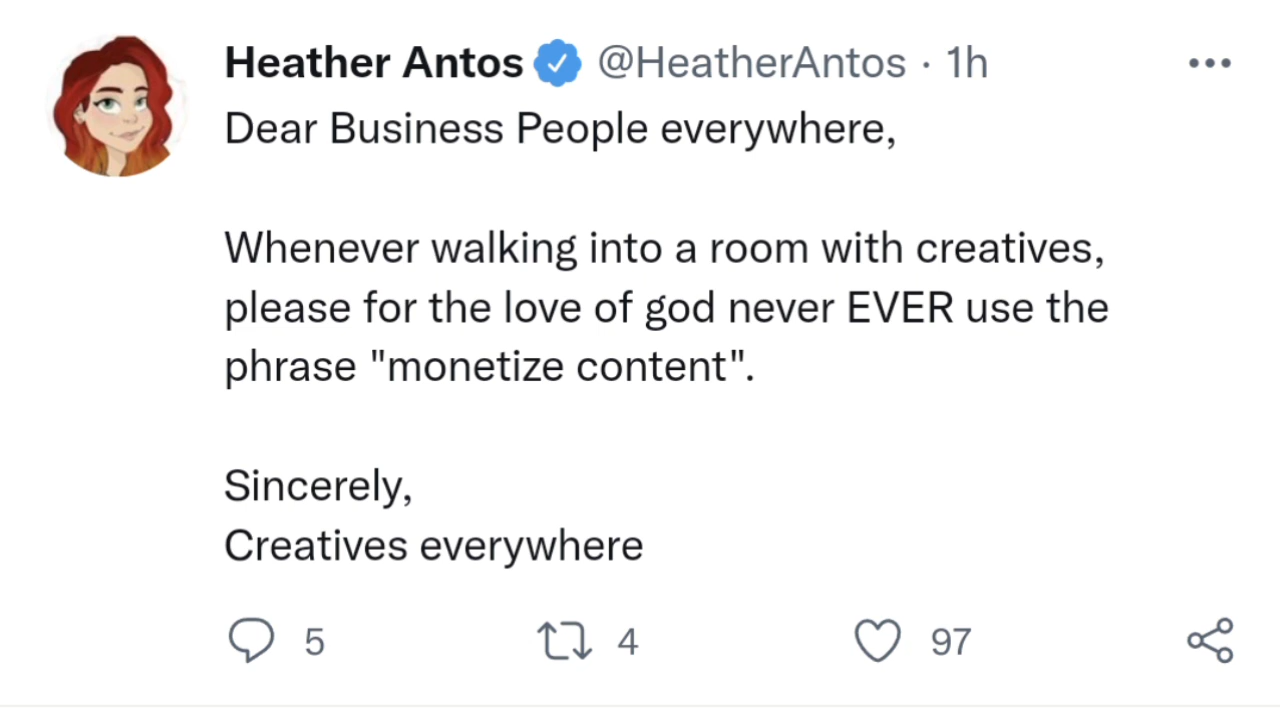 Heather Antos @HeatherAntos · 1h
Dear Business People everywhere,
Whenever walking into a room with creatives,
please for the love of god never EVER use the
phrase "monetize content".
Sincerely,
Creatives everywhere
5 4 97